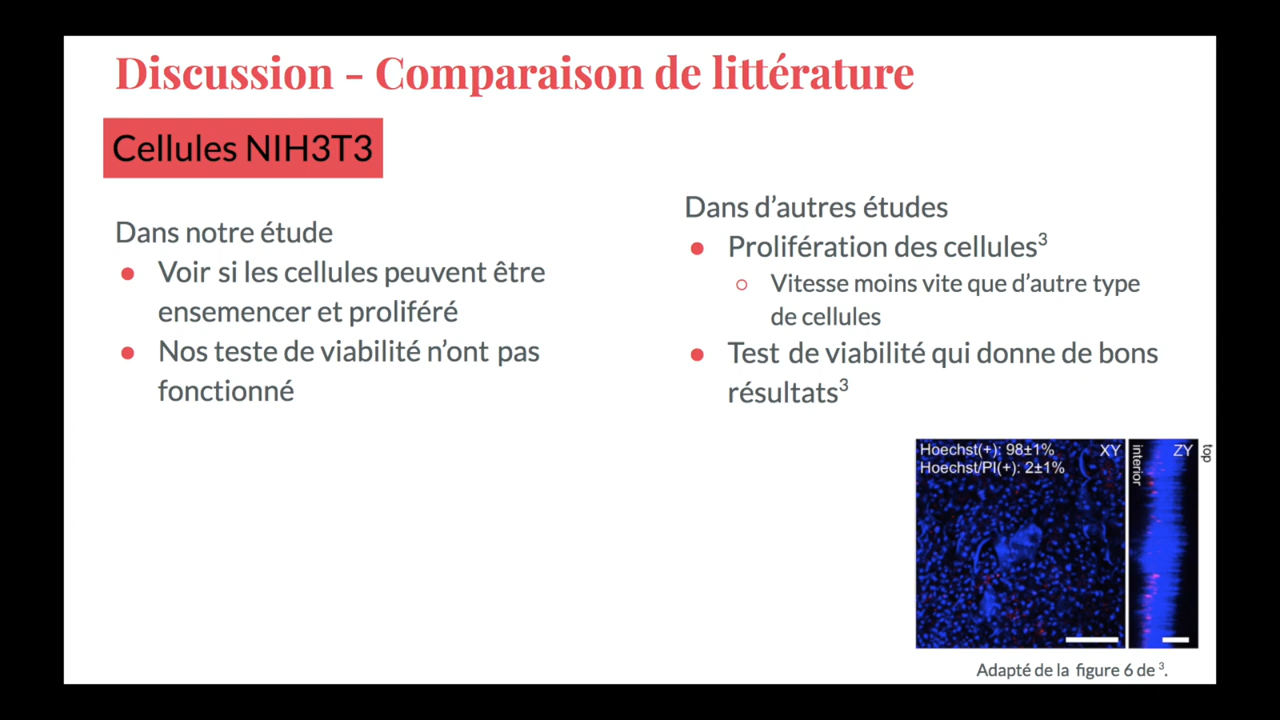 Discussion - Comparaison de littérature
Cellules NIH3T3
Dans notre étude
● Voir si les cellules peuvent être
ensemencer et proliféré
● Nos teste de viabilité n’ont pas
fonctionné
Dans d’autres études
● Prolifération des cellules³
○ Vitesse moins vite que d’autre type
de cellules
● Test de viabilité qui donne de bons
résultats³
Hoechst(+): 98±1%
Hoechst/PI(+): 2±1%
XY
interior
ZY
top
Adapté de la figure 6 de ³.